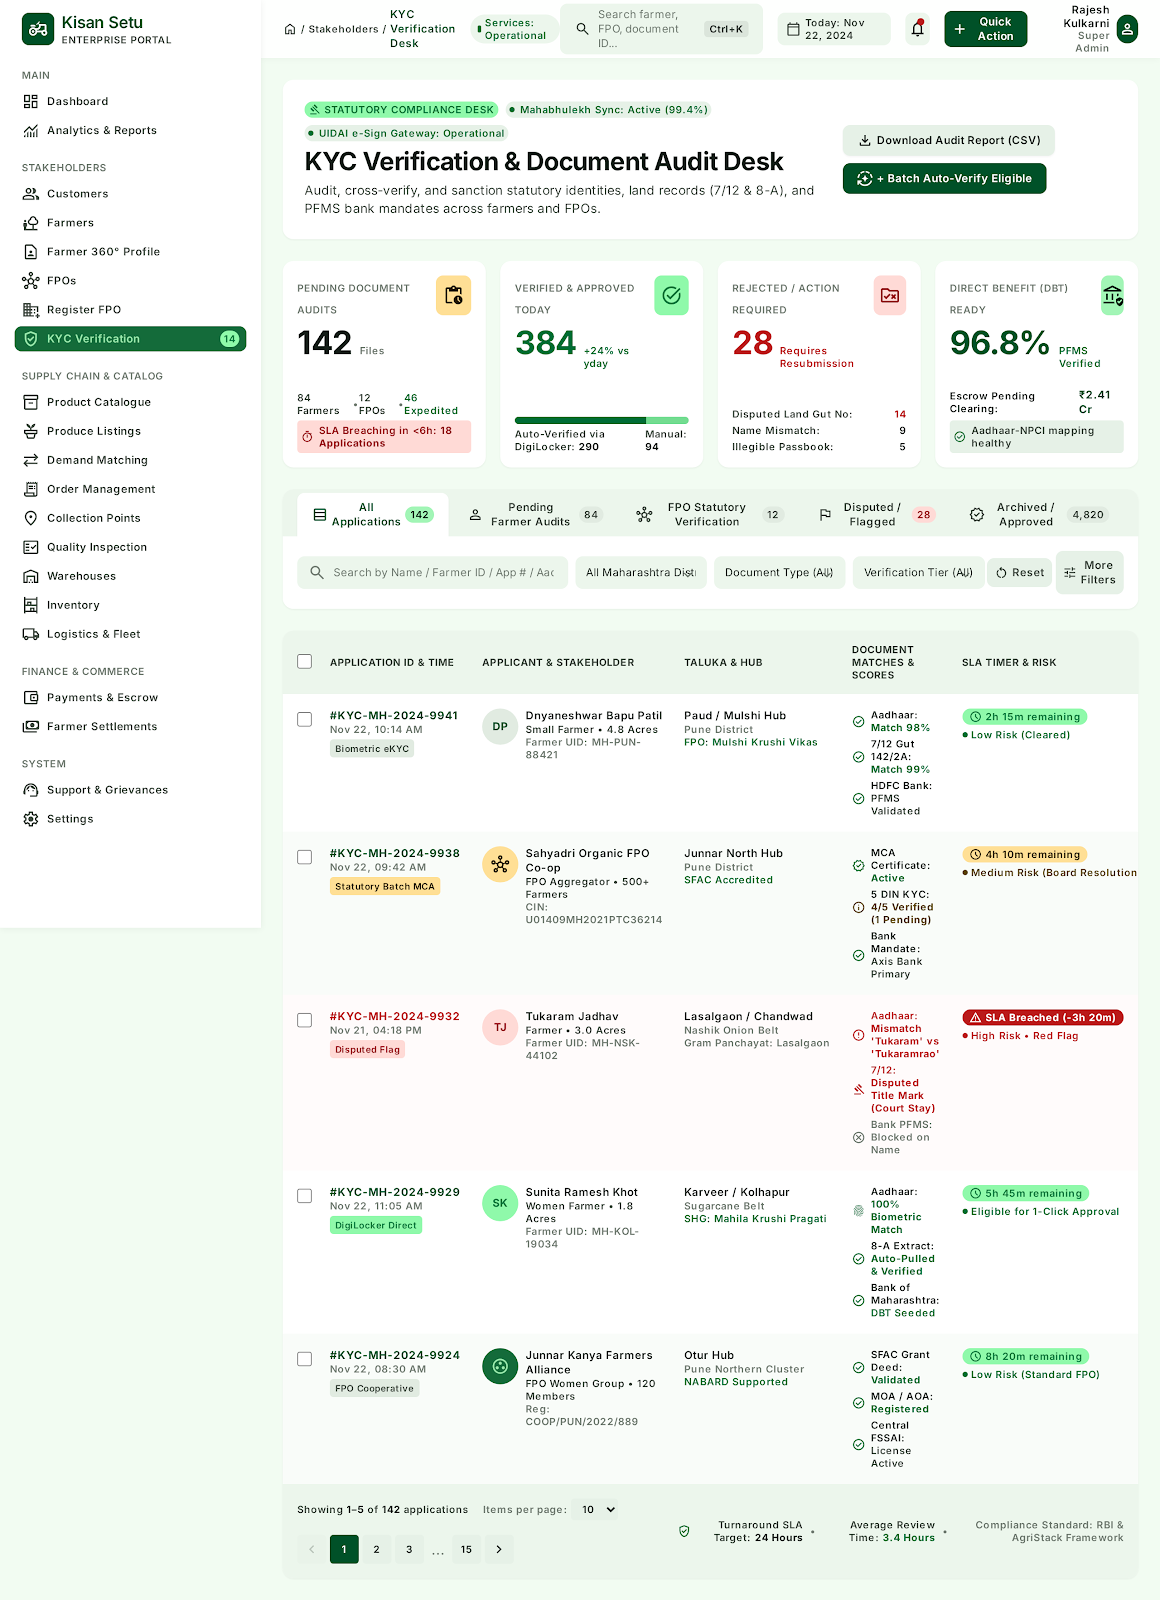 Kisan Setu
ENTERPRISE PORTAL
MAIN
Dashboard
Analytics & Reports
STAKEHOLDERS
Customers
Farmers
Farmer 360° Profile
FPOs
Register FPO
KYC Verification 14
SUPPLY CHAIN & CATALOG
Product Catalogue
Produce Listings
Demand Matching
Order Management
Collection Points
Quality Inspection
Warehouses
Inventory
Logistics & Fleet
FINANCE & COMMERCE
Payments & Escrow
Farmer Settlements
SYSTEM
Support & Grievances
Settings
/ Stakeholders /
KYC
Verification
Desk
Services:
Operational
Search farmer,
FPO, document
ID...
Ctrl+K
Today: Nov
22, 2024
Quick
Action
Rajesh
Kulkarni
Super
Admin
STATUTORY COMPLIANCE DESK
Mahabhulekh Sync: Active (99.4%)
UIDAI e-Sign Gateway: Operational
KYC Verification & Document Audit Desk
Audit, cross-verify, and sanction statutory identities, land records (7/12 & 8-A), and
PFMS bank mandates across farmers and FPOs.
Download Audit Report (CSV)
+ Batch Auto-Verify Eligible
PENDING DOCUMENT
AUDITS
142 Files
84
Farmers
•12
FPOs
•46
Expedited
SLA Breaching in <6h: 18
Applications
VERIFIED & APPROVED
TODAY
384 +24% vs
yday
Auto-Verified via
DigiLocker: 290
Manual:
94
REJECTED / ACTION
REQUIRED
28 Requires
Resubmission
Disputed Land Gut No: 14
Name Mismatch: 9
Illegible Passbook: 5
DIRECT BENEFIT (DBT)
READY
96.8% PFMS
Verified
Escrow Pending
Clearing:
₹2.41
Cr
Aadhaar-NPCI mapping
healthy
All
Applications
142
Pending
Farmer Audits
84
FPO Statutory
Verification
12
Disputed /
Flagged
28
Archived /
Approved
4,820
Search by Name / Farmer ID / App # / Aac
All Maharashtra Distr
Document Type (All)
Verification Tier (All)
Reset
More
Filters
APPLICATION ID & TIME
APPLICANT & STAKEHOLDER
TALUKA & HUB
DOCUMENT
MATCHES &
SCORES
SLA TIMER & RISK
#KYC-MH-2024-9941
Nov 22, 10:14 AM
Biometric eKYC
DP
Dnyaneshwar Bapu Patil
Small Farmer • 4.8 Acres
Farmer UID: MH-PUN-
88421
Paud / Mulshi Hub
Pune District
FPO: Mulshi Krushi Vikas
Aadhaar:
Match 98%
7/12 Gut
142/2A:
Match 99%
HDFC Bank:
PFMS
Validated
2h 15m remaining
Low Risk (Cleared)
#KYC-MH-2024-9938
Nov 22, 09:42 AM
Statutory Batch MCA
Sahyadri Organic FPO
Co-op
FPO Aggregator • 500+
Farmers
CIN:
U01409MH2021PTC36214
Junnar North Hub
Pune District
SFAC Accredited
MCA
Certificate:
Active
5 DIN KYC:
4/5 Verified
(1 Pending)
Bank
Mandate:
Axis Bank
Primary
4h 10m remaining
Medium Risk (Board Resolution
#KYC-MH-2024-9932
Nov 21, 04:18 PM
Disputed Flag
TJ
Tukaram Jadhav
Farmer • 3.0 Acres
Farmer UID: MH-NSK-
44102
Lasalgaon / Chandwad
Nashik Onion Belt
Gram Panchayat: Lasalgaon
Aadhaar:
Mismatch
'Tukaram' vs
'Tukaramrao'
7/12:
Disputed
Title Mark
(Court Stay)
Bank PFMS:
Blocked on
Name
SLA Breached (-3h 20m)
High Risk • Red Flag
#KYC-MH-2024-9929
Nov 22, 11:05 AM
DigiLocker Direct
SK
Sunita Ramesh Khot
Women Farmer • 1.8
Acres
Farmer UID: MH-KOL-
19034
Karveer / Kolhapur
Sugarcane Belt
SHG: Mahila Krushi Pragati
Aadhaar:
100%
Biometric
Match
8-A Extract:
Auto-Pulled
& Verified
Bank of
Maharashtra:
DBT Seeded
5h 45m remaining
Eligible for 1-Click Approval
#KYC-MH-2024-9924
Nov 22, 08:30 AM
FPO Cooperative
Junnar Kanya Farmers
Alliance
FPO Women Group • 120
Members
Reg:
COOP/PUN/2022/889
Otur Hub
Pune Northern Cluster
NABARD Supported
SFAC Grant
Deed:
Validated
MOA / AOA:
Registered
Central
FSSAI:
License
Active
8h 20m remaining
Low Risk (Standard FPO)
Showing 1–5 of 142 applications
Items per page: 10
1 2 3 ... 15
Turnaround SLA
Target: 24 Hours
•
Average Review
Time: 3.4 Hours
•
Compliance Standard: RBI &
AgriStack Framework